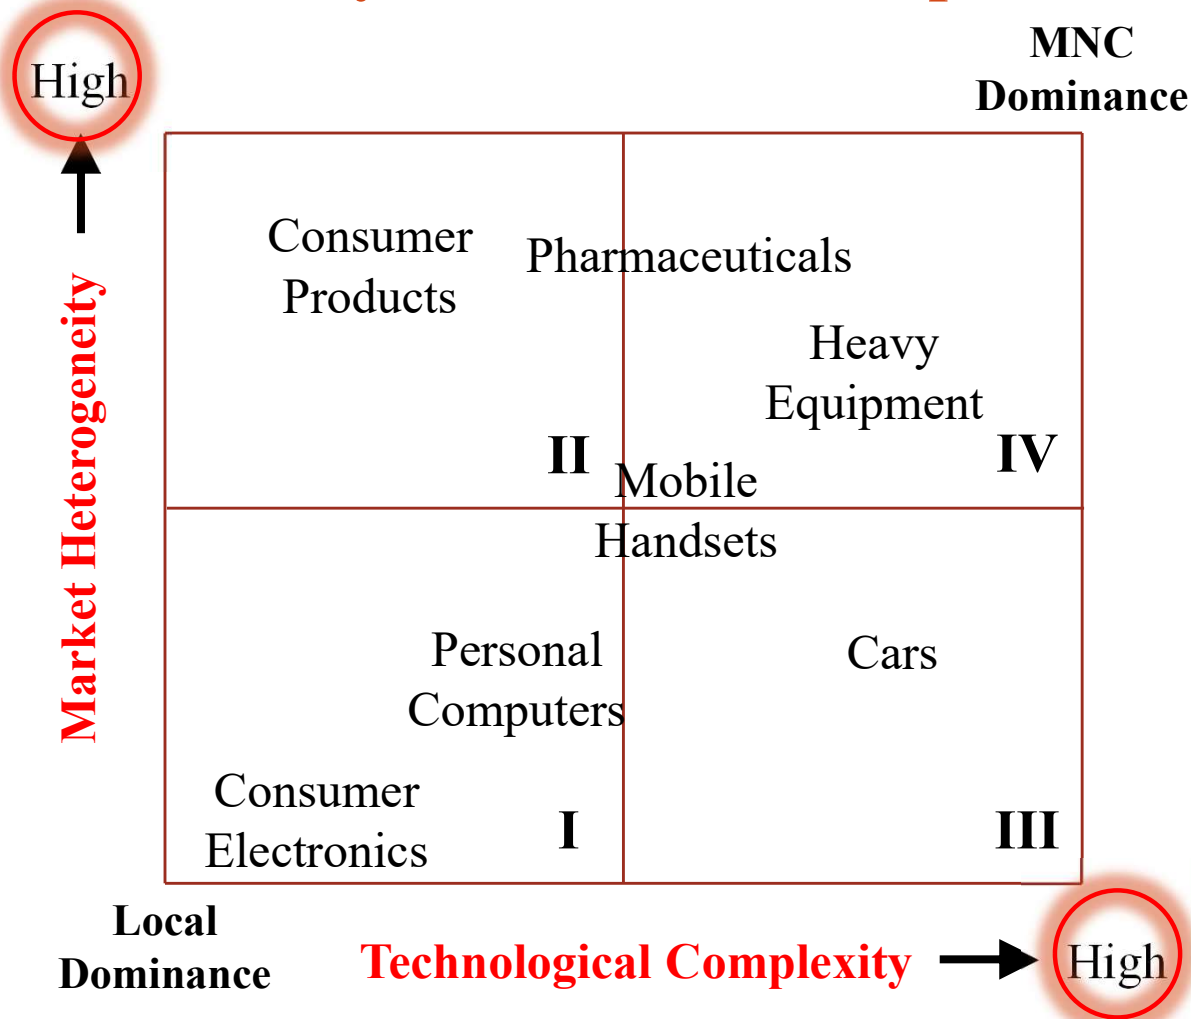 High
MNC
Dominance
Consumer
Products
Pharmaceuticals
Heavy
Equipment
II
IV
Mobile
Handsets
Market Heterogeneity
Personal
Computers
Cars
Consumer
Electronics
I
III
Local
Dominance
Technological Complexity
High